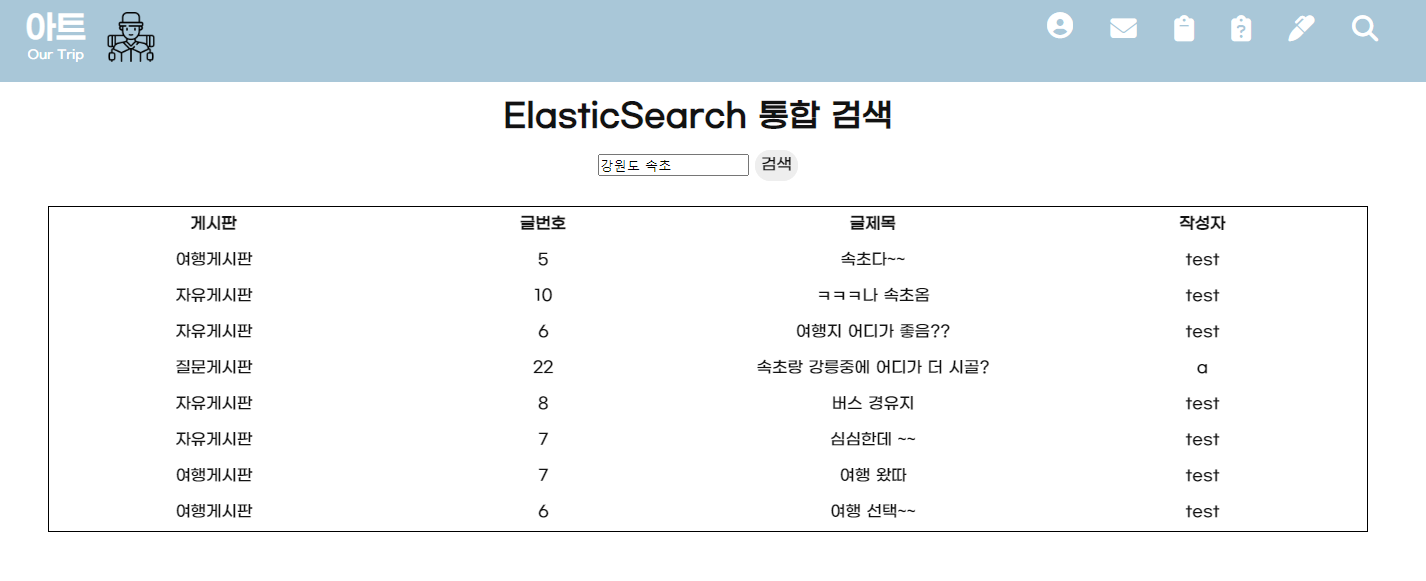 아트
Our Trip
ElasticSearch 통합 검색
강원도 속초 검색
게시판 글번호 글제목 작성자
여행게시판 5 속초다~~ test
자유게시판 10 ㅋㅋㅋ나 속초옴 test
자유게시판 6 여행지 어디가 좋음?? test
질문게시판 22 속초랑 강릉중에 어디가 더 시골? a
자유게시판 8 버스 경유지 test
자유게시판 7 심심한데 ~~ test
여행게시판 7 여행 왔따 test
여행게시판 6 여행 선택~~ test